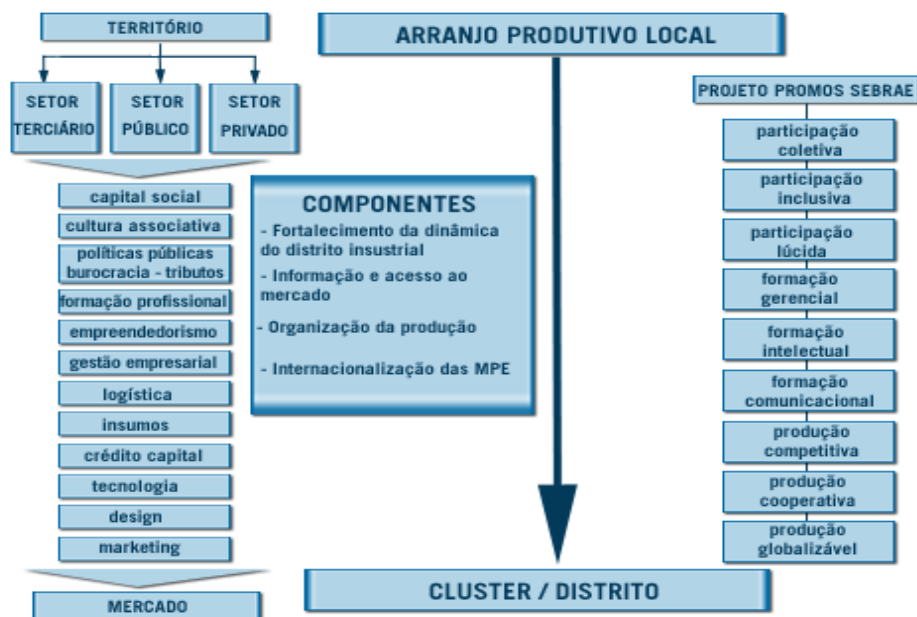 TERRITÓRIO
SETOR
TERCIÁRIO
SETOR
PÚBLICO
SETOR
PRIVADO
capital social
cultura associativa
políticas públicas
burocracia - tributos
formação profissional
empreendedorismo
gestão empresarial
logística
insumos
crédito capital
tecnologia
design
marketing
MERCADO
ARRANJO PRODUTIVO LOCAL
COMPONENTES
- Fortalecimento da dinâmica
do distrito insustrial
- Informação e acesso ao
mercado
- Organização da produção
- Internacionalização das MPE
CLUSTER / DISTRITO
PROJETO PROMOS SEBRAE
participação
coletiva
participação
inclusiva
participação
lúcida
formação
gerencial
formação
intelectual
formação
comunicacional
produção
competitiva
produção
cooperativa
produção
globalizável